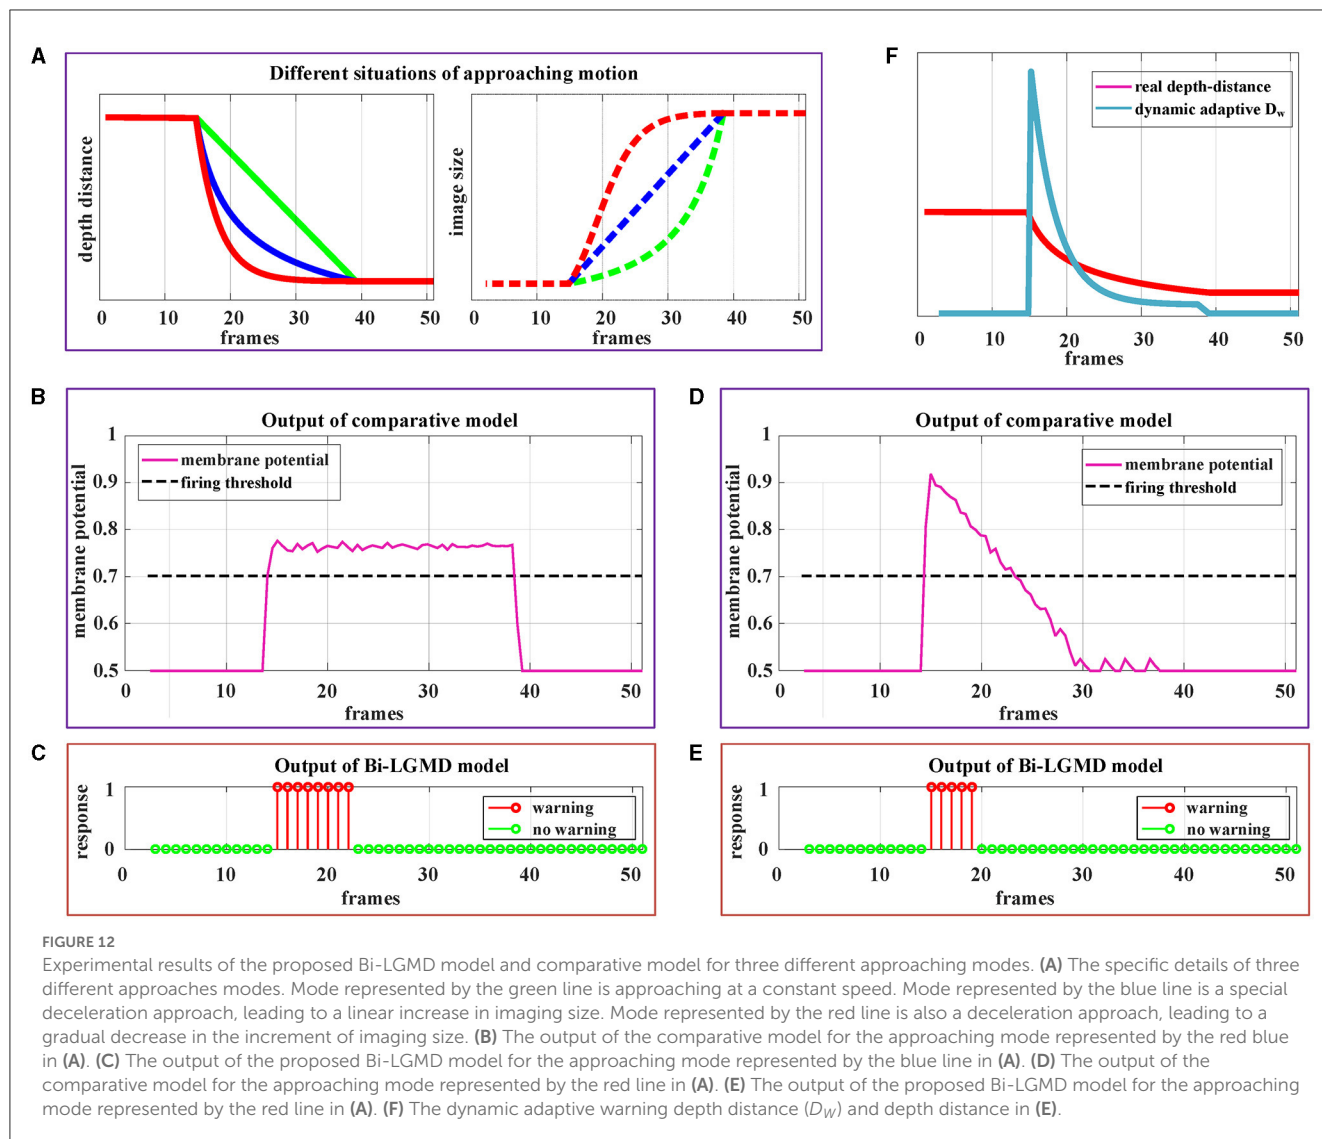 A
Different situations of approaching motion
depth distance
0 10 20 30 40 50
frames
image size
0 10 20 30 40 50
frames
F
real depth-distance
dynamic adaptive Dw
0 10 20 30 40 50
frames
B
Output of comparative model
membrane potential
1
0.9
0.8
0.7
0.6
0.5
membrane potential
firing threshold
0 10 20 30 40 50
frames
D
Output of comparative model
membrane potential
1
0.9
0.8
0.7
0.6
0.5
membrane potential
firing threshold
0 10 20 30 40 50
frames
C
Output of Bi-LGMD model
response
1
0
warning
no warning
0 10 20 30 40 50
frames
E
Output of Bi-LGMD model
response
1
0
warning
no warning
0 10 20 30 40 50
frames
FIGURE 12
Experimental results of the proposed Bi-LGMD model and comparative model for three different approaching modes. (A) The specific details of three
different approaches modes. Mode represented by the green line is approaching at a constant speed. Mode represented by the blue line is a special
deceleration approach, leading to a linear increase in imaging size. Mode represented by the red line is also a deceleration approach, leading to a
gradual decrease in the increment of imaging size. (B) The output of the comparative model for the approaching mode represented by the red blue
in (A). (C) The output of the proposed Bi-LGMD model for the approaching mode represented by the blue line in (A). (D) The output of the
comparative model for the approaching mode represented by the red line in (A). (E) The output of the proposed Bi-LGMD model for the approaching
mode represented by the red line in (A). (F) The dynamic adaptive warning depth distance (DW) and depth distance in (E).